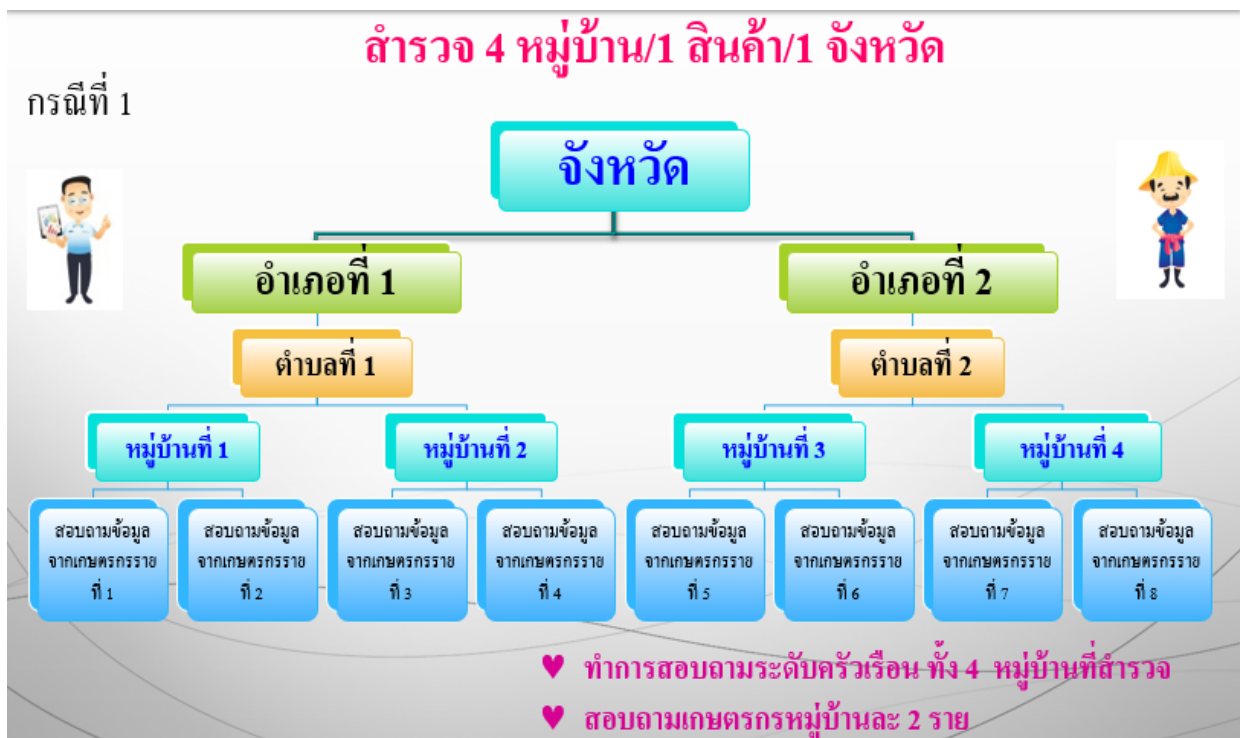 สำรวจ 4 หมู่บ้าน/1 สินค้า/1 จังหวัด
กรณีที่ 1
จังหวัด
อำเภอที่ 1
อำเภอที่ 2
ตำบลที่ 1
ตำบลที่ 2
หมู่บ้านที่ 1
หมู่บ้านที่ 2
หมู่บ้านที่ 3
หมู่บ้านที่ 4
สอบถามข้อมูล
จากเกษตรกรราย
ที่ 1
สอบถามข้อมูล
จากเกษตรกรราย
ที่ 2
สอบถามข้อมูล
จากเกษตรกรราย
ที่ 3
สอบถามข้อมูล
จากเกษตรกรราย
ที่ 4
สอบถามข้อมูล
จากเกษตรกรราย
ที่ 5
สอบถามข้อมูล
จากเกษตรกรราย
ที่ 6
สอบถามข้อมูล
จากเกษตรกรราย
ที่ 7
สอบถามข้อมูล
จากเกษตรกรราย
ที่ 8
♥ ทำการสอบถามระดับครัวเรือน ทั้ง 4 หมู่บ้านที่สำรวจ
♥ สอบถามเกษตรกรหมู่บ้านละ 2 ราย